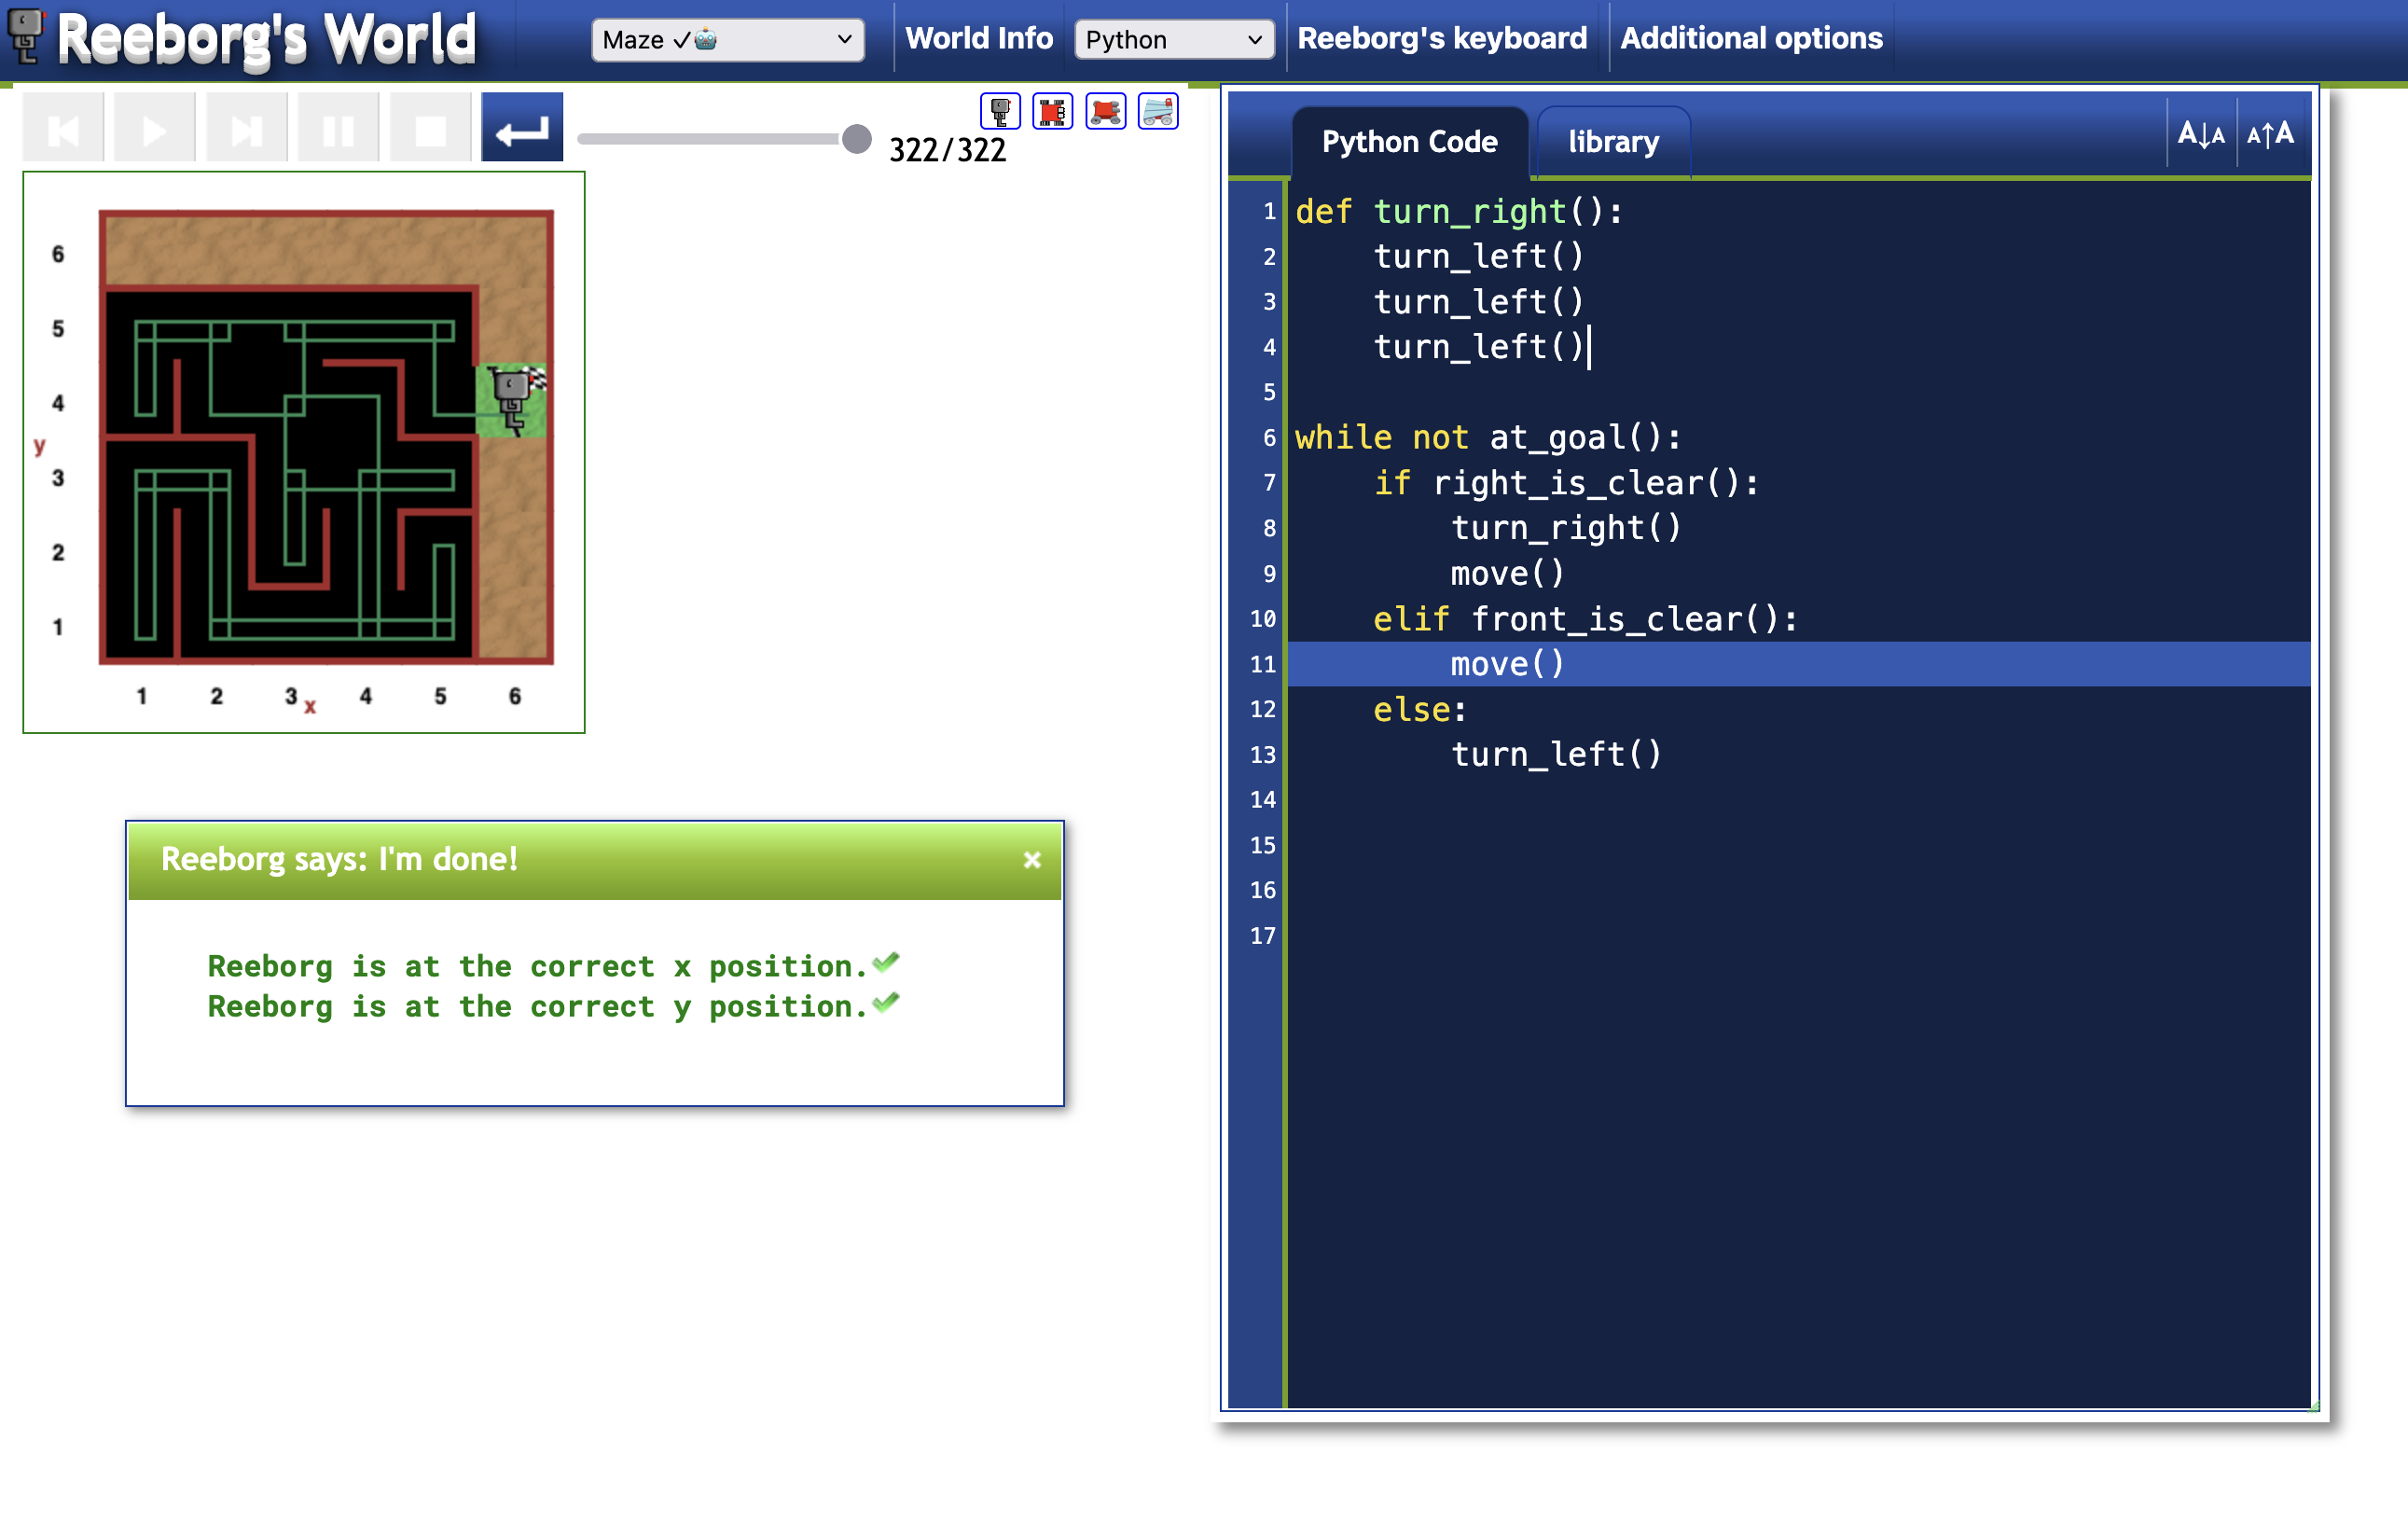 Reeborg's World
Maze ✓🤖
World Info
Python
Reeborg's keyboard
Additional options
322/322
6
5
4
y
3
2
1
1 2 3 x 4 5 6
Reeborg says: I'm done!
×
Reeborg is at the correct x position.
Reeborg is at the correct y position.
Python Code
library
A↓A
A↑A
1 def turn_right():
2     turn_left()
3     turn_left()
4     turn_left()
5
6 while not at_goal():
7     if right_is_clear():
8         turn_right()
9         move()
10     elif front_is_clear():
11         move()
12     else:
13         turn_left()
14
15
16
17